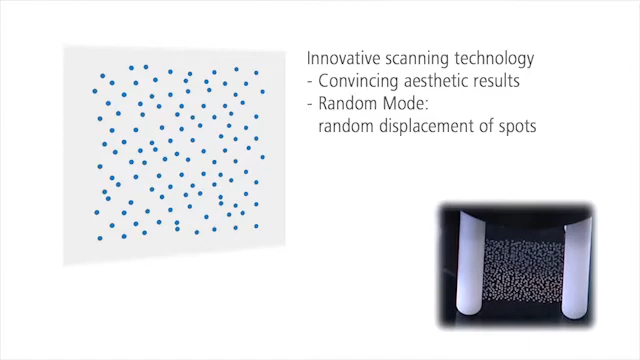 Innovative scanning technology
- Convincing aesthetic results
- Random Mode:
random displacement of spots